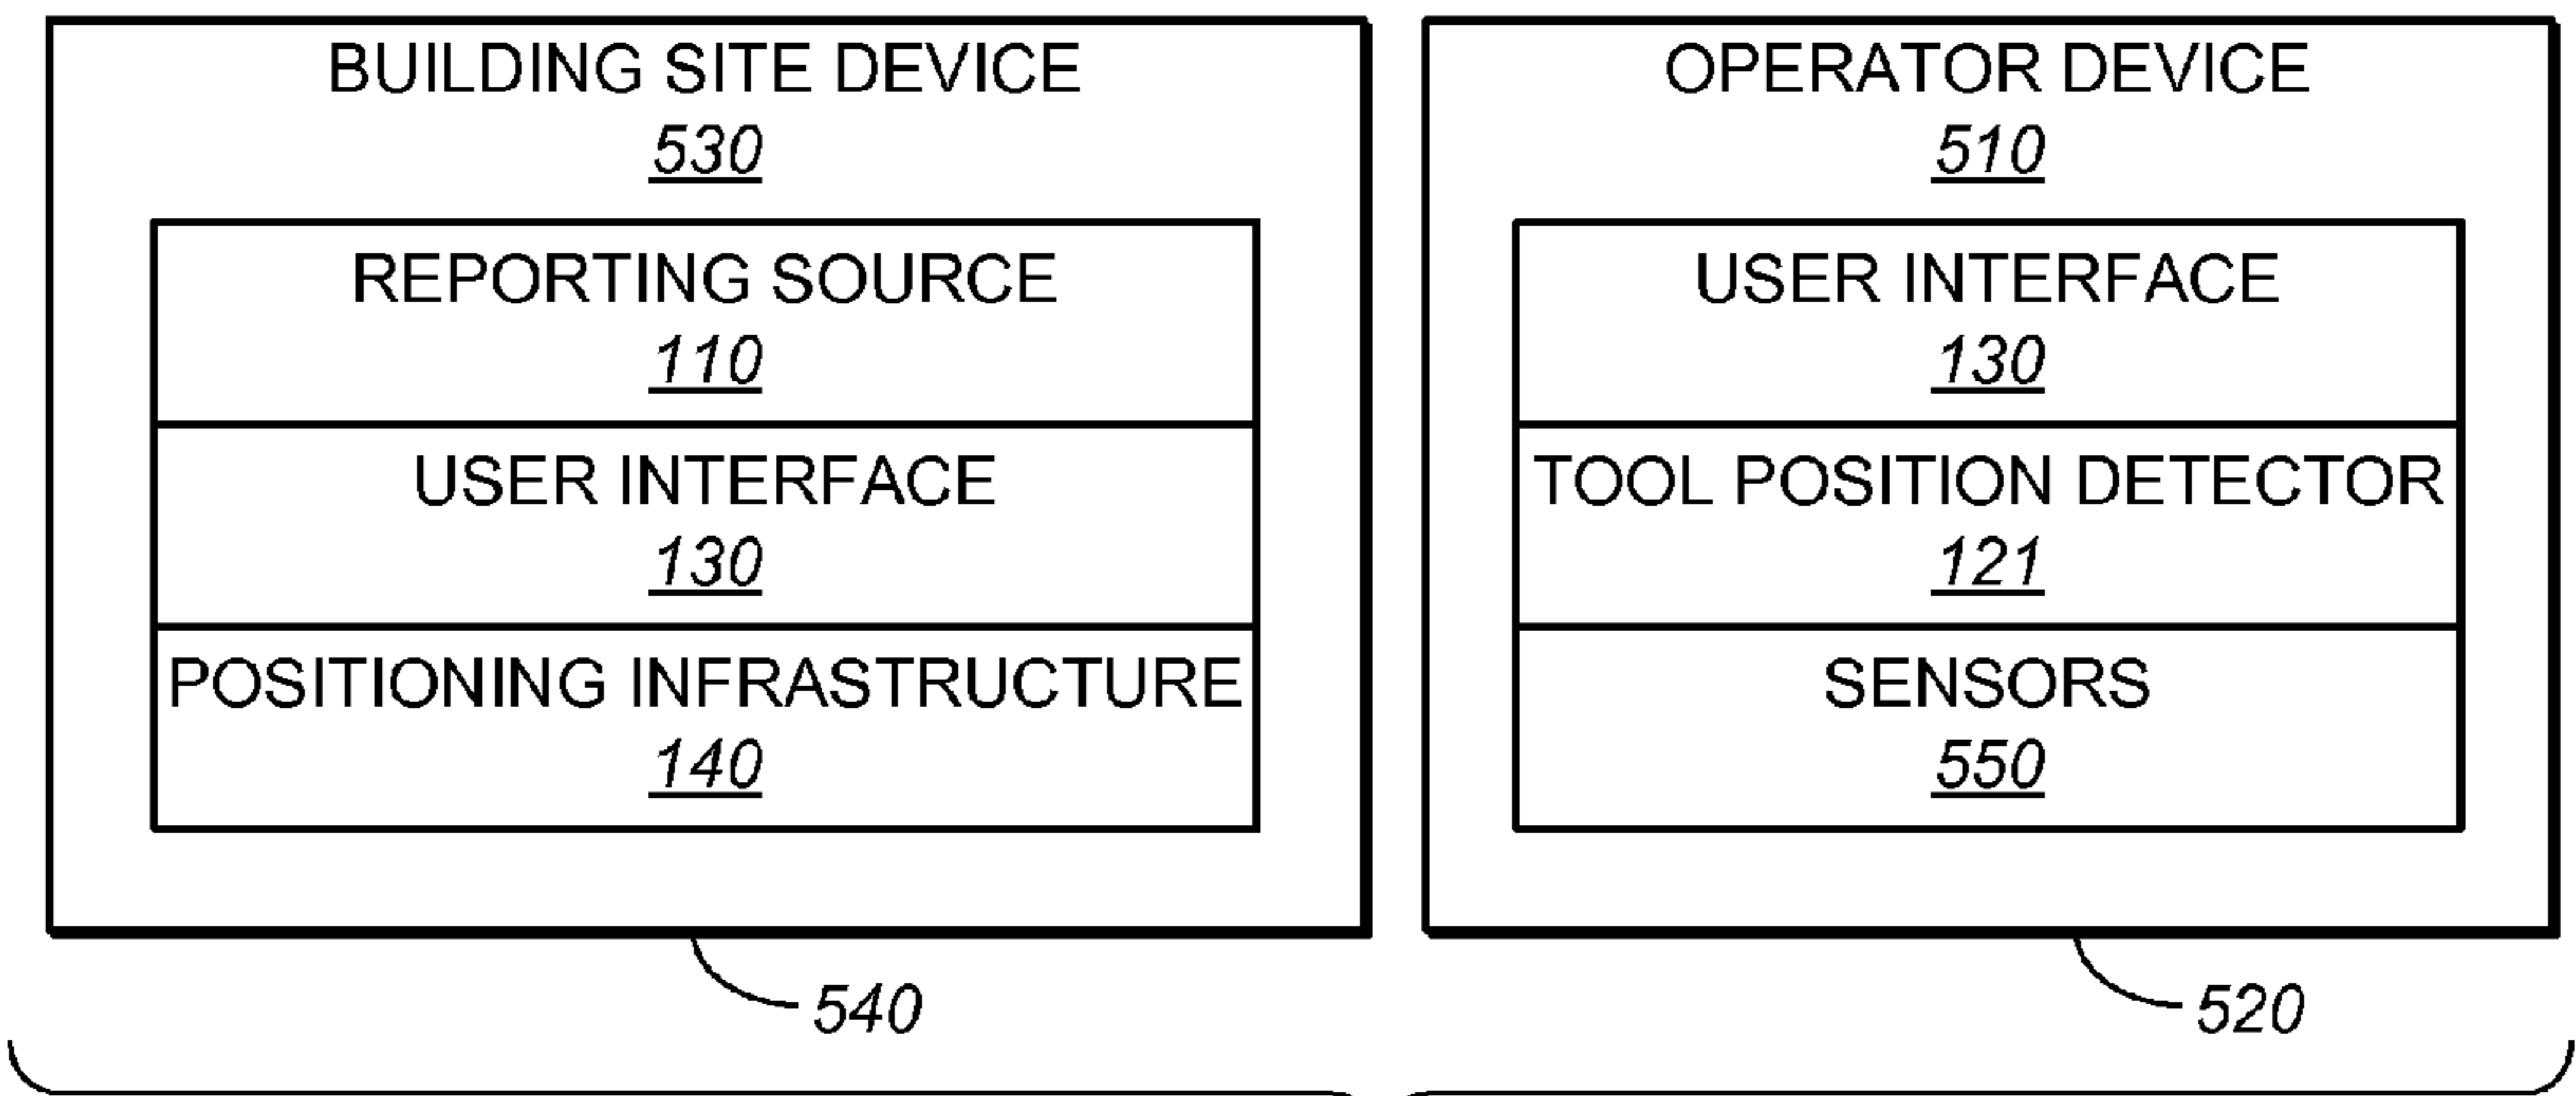 BUILDING SITE DEVICE
530
REPORTING SOURCE
110
USER INTERFACE
130
POSITIONING INFRASTRUCTURE
140
540
OPERATOR DEVICE
510
USER INTERFACE
130
TOOL POSITION DETECTOR
121
SENSORS
550
520